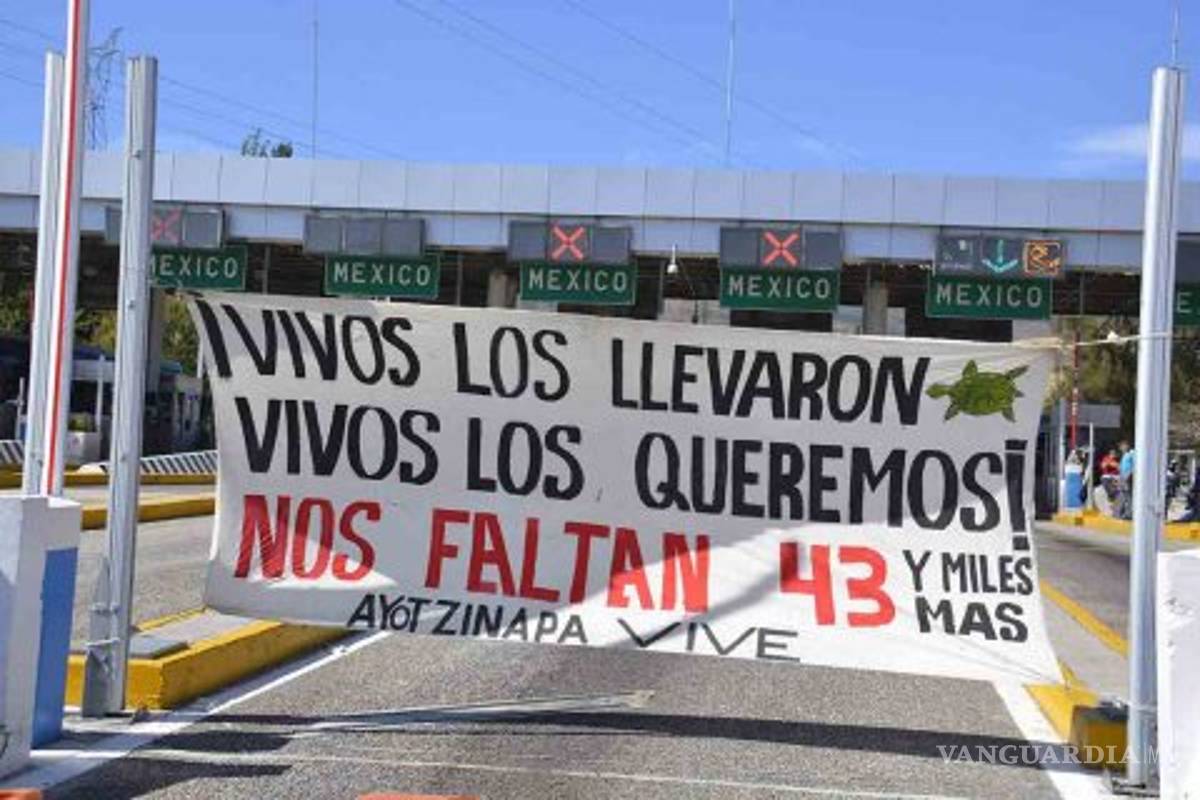 MEXICO MEXICO MEXICO MEXICO MEXICO
¡VIVOS LOS LLEVARON
VIVOS LOS QUEREMOS!
NOS FALTAN 43 Y MILES
MAS
AYOTZINAPA VIVE
VANGUARDIA